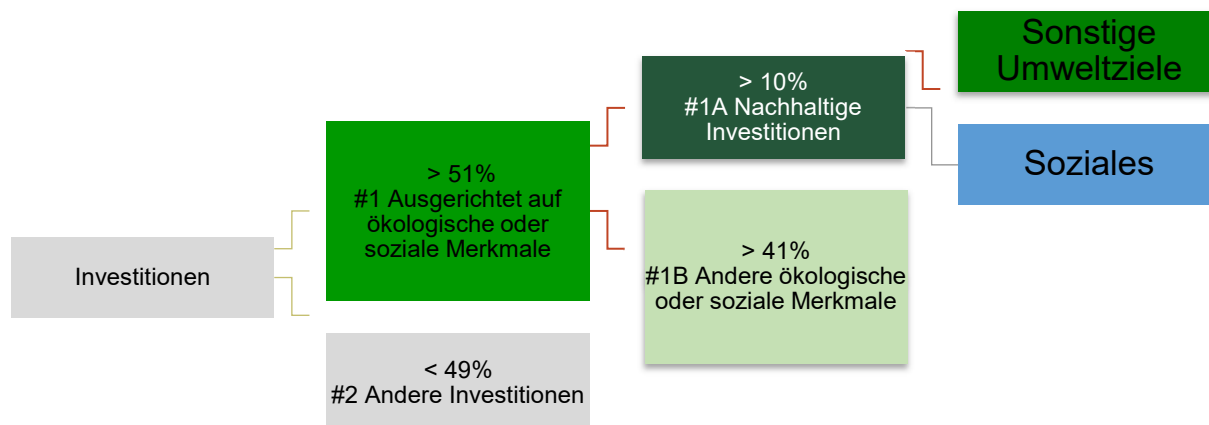 Investitionen
> 51%
#1 Ausgerichtet auf
ökologische oder
soziale Merkmale
< 49%
#2 Andere Investitionen
> 10%
#1A Nachhaltige
Investitionen
> 41%
#1B Andere ökologische
oder soziale Merkmale
Sonstige
Umweltziele
Soziales